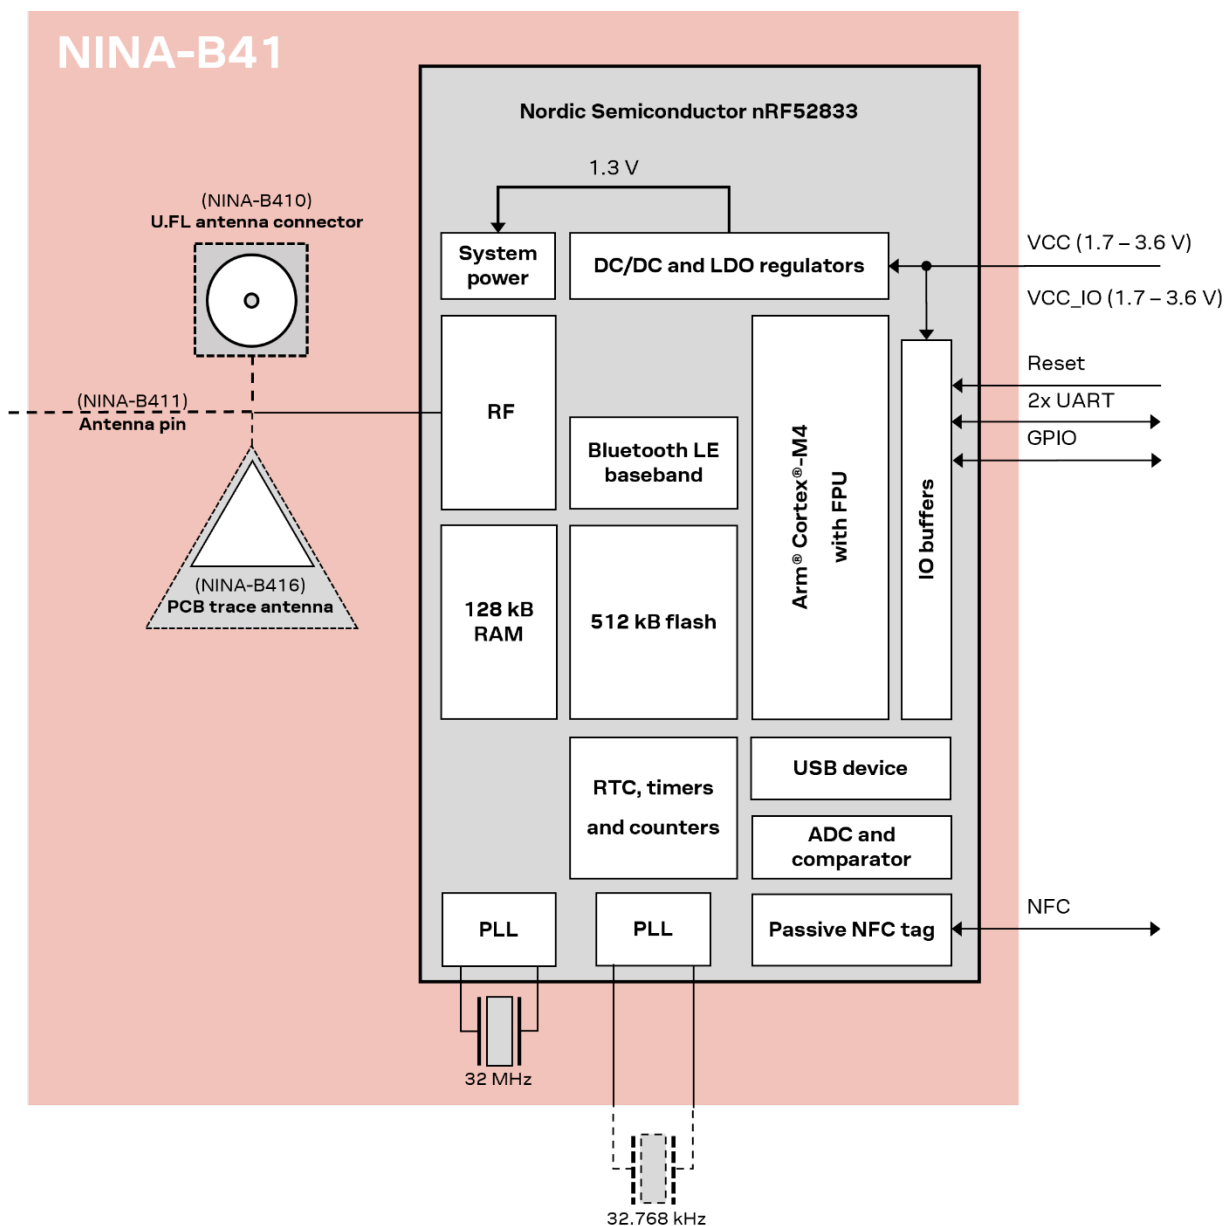 NINA-B41
Nordic Semiconductor nRF52833
1.3 V
(NINA-B410)
U.FL antenna connector
System
power
DC/DC and LDO regulators
VCC (1.7 – 3.6 V)
VCC_IO (1.7 – 3.6 V)
Reset
2x UART
GPIO
(NINA-B411)
Antenna pin
RF
Bluetooth LE
baseband
Arm® Cortex®-M4
with FPU
IO buffers
(NINA-B416)
PCB trace antenna
128 kB
RAM
512 kB flash
RTC, timers
and counters
USB device
ADC and
comparator
PLL
PLL
Passive NFC tag
NFC
32 MHz
32.768 kHz